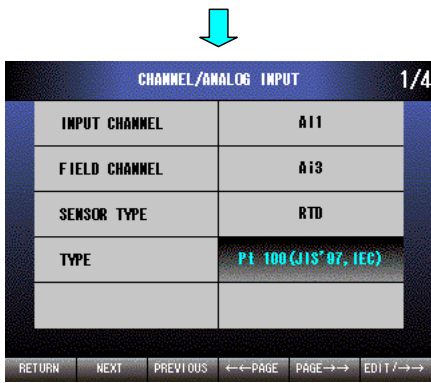 CHANNEL/ANALOG INPUT 1/4
INPUT CHANNEL AI1
FIELD CHANNEL Ai3
SENSOR TYPE RTD
TYPE Pt 100(JIS'97, IEC)
RETURN NEXT PREVIOUS ←←PAGE PAGE→→ EDIT/→→